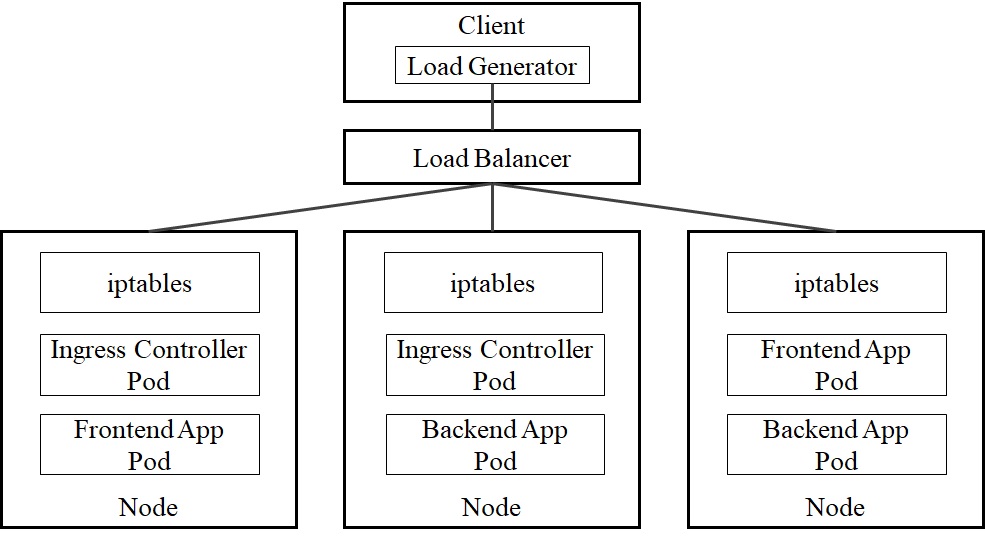 Client
Load Generator
Load Balancer
iptables
Ingress Controller
Pod
Frontend App
Pod
Node
iptables
Ingress Controller
Pod
Backend App
Pod
Node
iptables
Frontend App
Pod
Backend App
Pod
Node